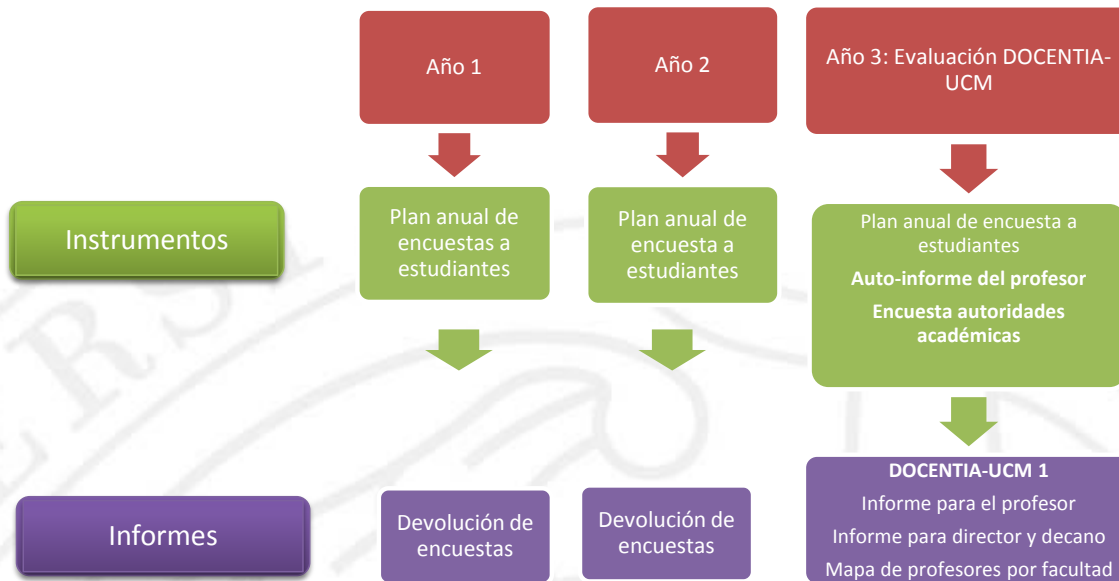 Año 1
Año 2
Año 3: Evaluación DOCENTIA-
UCM
Instrumentos
Plan anual de
encuestas a
estudiantes
Plan anual de
encuesta a
estudiantes
Plan anual de encuesta a
estudiantes
Auto-informe del profesor
Encuesta autoridades
académicas
Informes
Devolución de
encuestas
Devolución de
encuestas
DOCENTIA-UCM 1
Informe para el profesor
Informe para director y decano
Mapa de profesores por facultad
ERSI